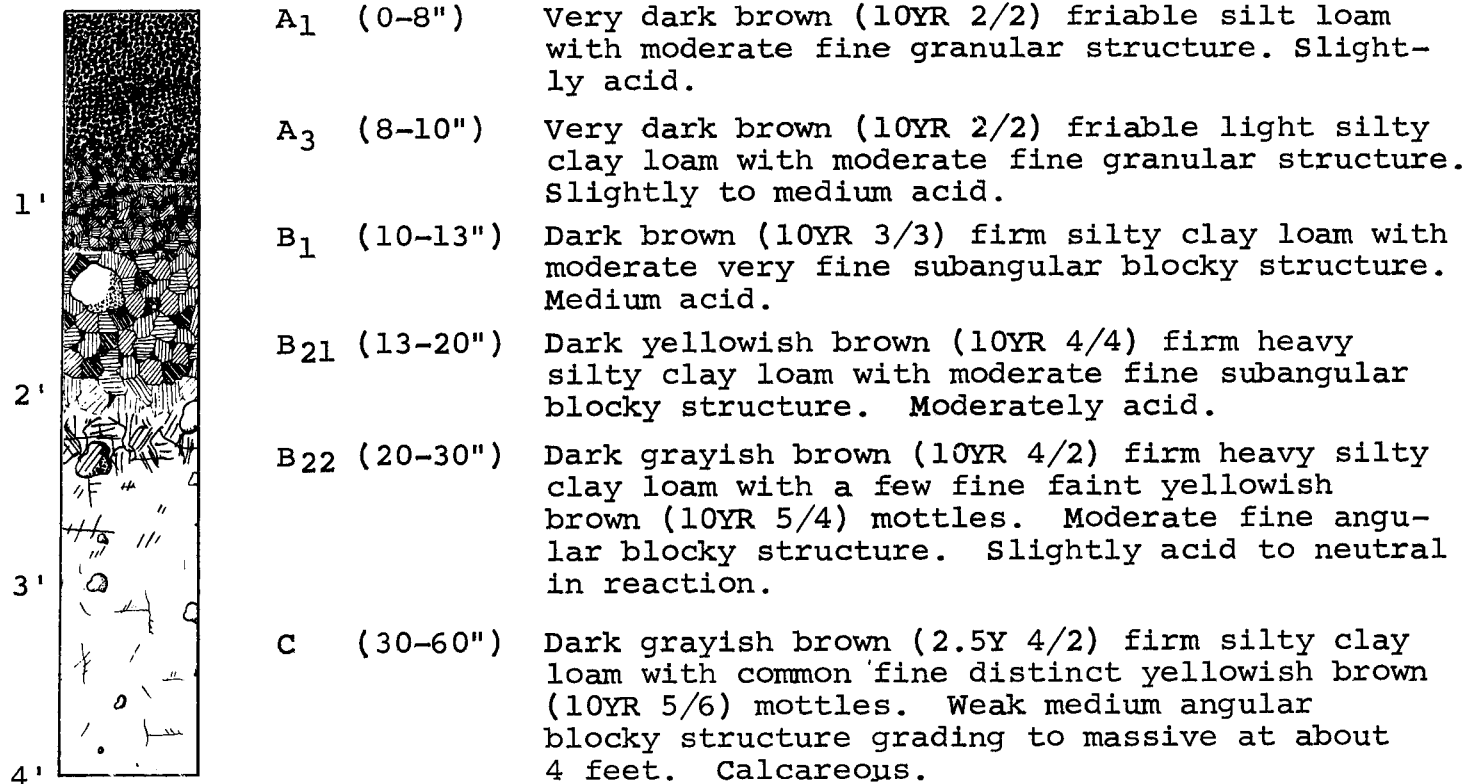 A1 (0-8") Very dark brown (10YR 2/2) friable silt loam
with moderate fine granular structure. Slight-
ly acid.
A3 (8-10") Very dark brown (10YR 2/2) friable light silty
clay loam with moderate fine granular structure.
Slightly to medium acid.
1'
B1 (10-13") Dark brown (10YR 3/3) firm silty clay loam with
moderate very fine subangular blocky structure.
Medium acid.
B21 (13-20") Dark yellowish brown (10YR 4/4) firm heavy
silty clay loam with moderate fine subangular
blocky structure. Moderately acid.
2'
B22 (20-30") Dark grayish brown (10YR 4/2) firm heavy silty
clay loam with a few fine faint yellowish
brown (10YR 5/4) mottles. Moderate fine angu-
lar blocky structure. Slightly acid to neutral
in reaction.
3'
C (30-60") Dark grayish brown (2.5Y 4/2) firm silty clay
loam with common fine distinct yellowish brown
(10YR 5/6) mottles. Weak medium angular
blocky structure grading to massive at about
4 feet. Calcareous.
4'